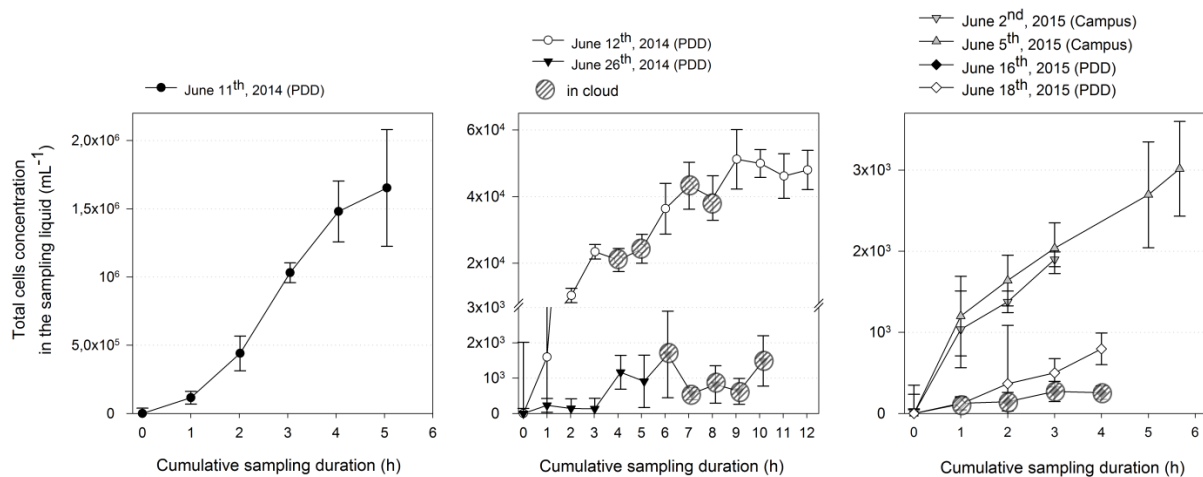 June 11th, 2014 (PDD)
June 12th, 2014 (PDD)
June 26th, 2014 (PDD)
in cloud
June 2nd, 2015 (Campus)
June 5th, 2015 (Campus)
June 16th, 2015 (PDD)
June 18th, 2015 (PDD)
Total cells concentration
in the sampling liquid (mL-1)
2,0x10^6
1,5x10^6
10^6
5,0x10^5
0
0 1 2 3 4 5 6
Cumulative sampling duration (h)
6x10^4
4x10^4
2x10^4
3x10^3
2x10^3
10^3
0
0 1 2 3 4 5 6 7 8 9 10 11 12
Cumulative sampling duration (h)
3x10^3
2x10^3
10^3
0
0 1 2 3 4 5 6
Cumulative sampling duration (h)